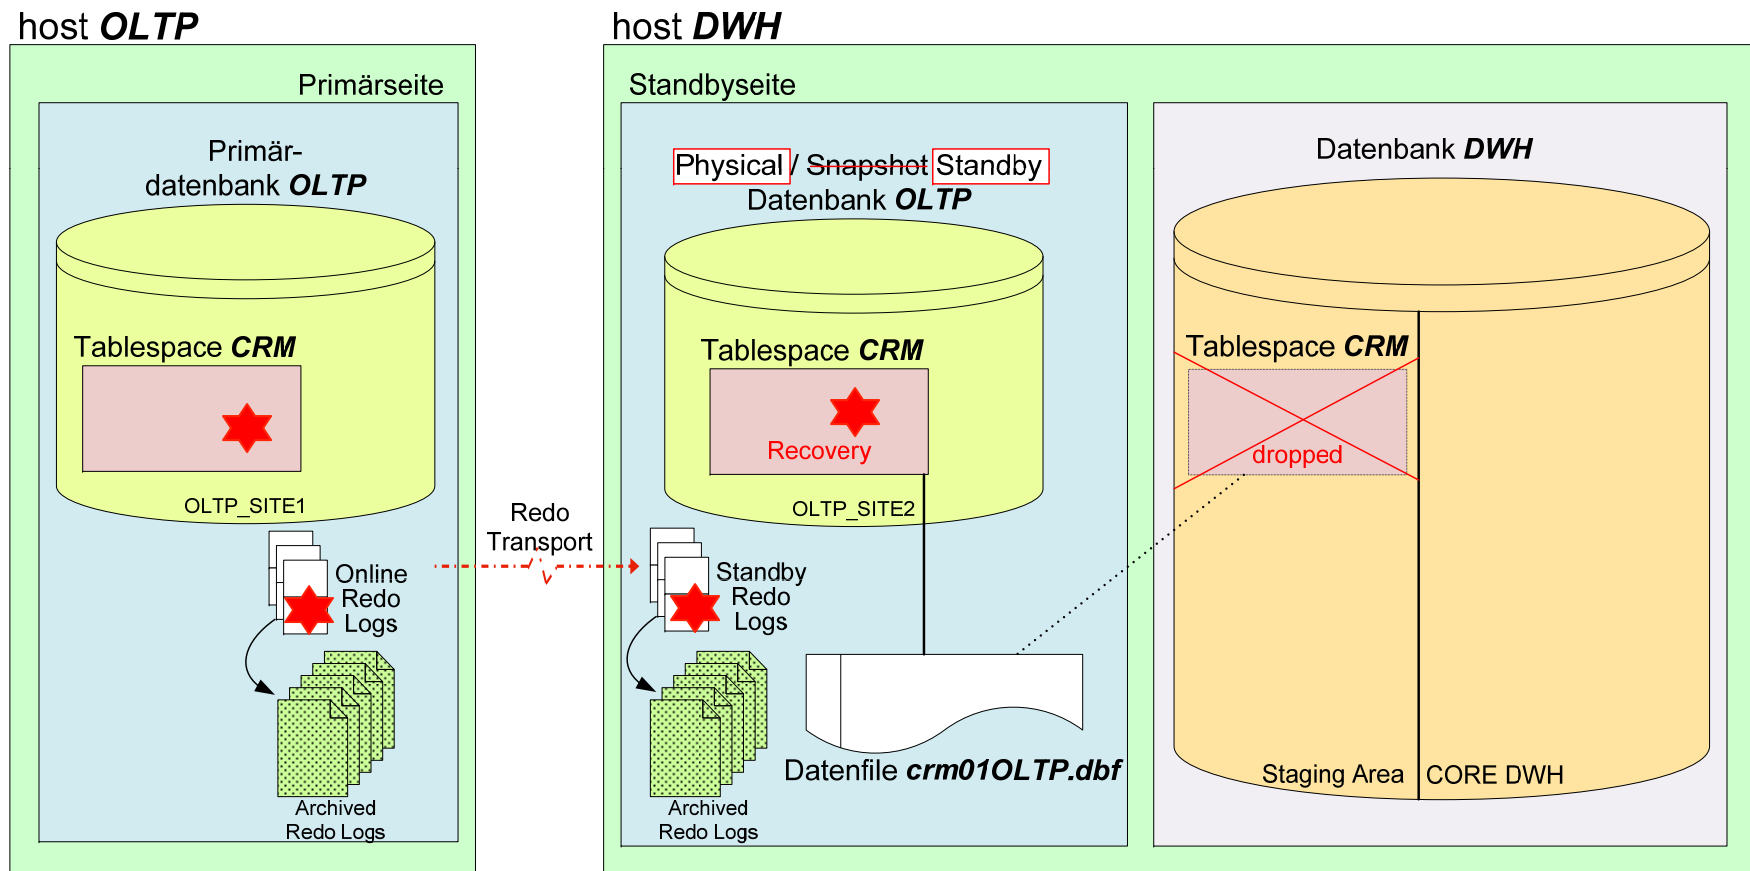 host OLTP
Primärseite
Primär-
datenbank OLTP
Tablespace CRM
OLTP_SITE1
Online
Redo
Logs
Archived
Redo Logs
Redo
Transport
host DWH
Standbyseite
Physical / Snapshot Standby
Datenbank OLTP
Tablespace CRM
Recovery
OLTP_SITE2
Standby
Redo
Logs
Archived
Redo Logs
Datenfile crm01OLTP.dbf
Datenbank DWH
Tablespace CRM
dropped
Staging Area
CORE DWH